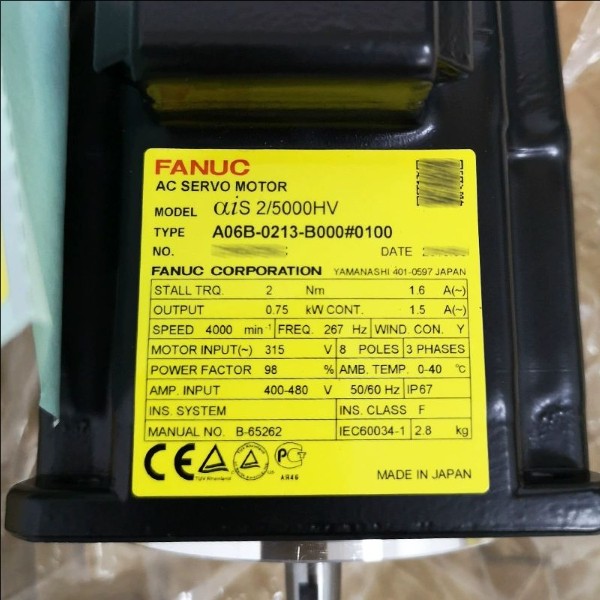 FANUC
AC SERVO MOTOR
MODEL αiS 2/5000HV
TYPE A06B-0213-B000#0100
NO. DATE
FANUC CORPORATION YAMANASHI 401-0597 JAPAN
STALL TRQ. 2 Nm 1.6 A(~)
OUTPUT 0.75 kW CONT. 1.5 A(~)
SPEED 4000 min⁻¹ FREQ. 267 Hz WIND. CON. Y
MOTOR INPUT(~) 315 V 8 POLES 3 PHASES
POWER FACTOR 98 % AMB. TEMP. 0-40 ℃
AMP. INPUT 400-480 V 50/60 Hz IP67
INS. SYSTEM INS. CLASS F
MANUAL NO. B-65262 IEC60034-1 2.8 kg
CE
MADE IN JAPAN